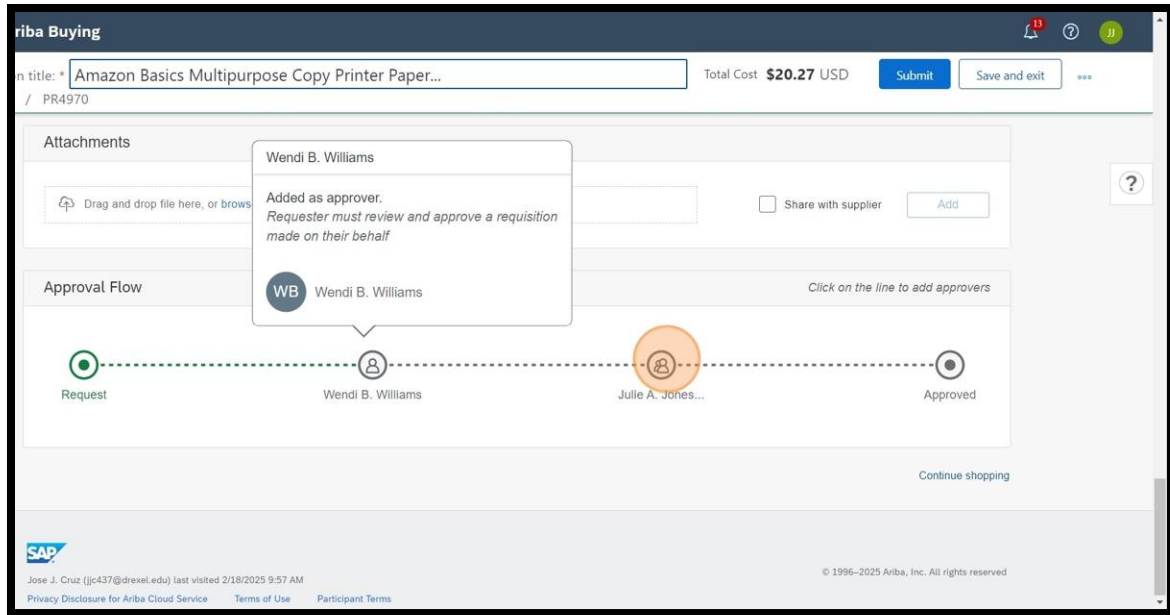 riba Buying
13
JJ
n title: * Amazon Basics Multipurpose Copy Printer Paper... Total Cost $20.27 USD Submit Save and exit
/ PR4970
Attachments
Wendi B. Williams
Drag and drop file here, or brows
Added as approver.
Requester must review and approve a requisition
made on their behalf
Share with supplier Add
?
WB Wendi B. Williams
Approval Flow Click on the line to add approvers
Request Wendi B. Williams Julie A. Jones... Approved
Continue shopping
SAP
Jose J. Cruz (jjc437@drexel.edu) last visited 2/18/2025 9:57 AM © 1996–2025 Ariba, Inc. All rights reserved
Privacy Disclosure for Ariba Cloud Service Terms of Use Participant Terms